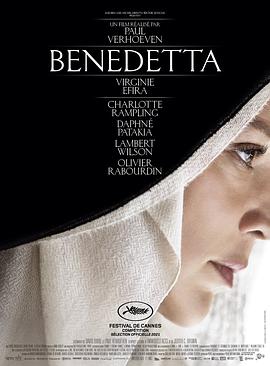 UN FILM RÉALISÉ PAR
PAUL
VERHOEVEN
BENEDETTA
VIRGINIE
EFIRA
CHARLOTTE
RAMPLING
DAPHNÉ
PATAKIA
LAMBERT
WILSON
OLIVIER
RABOURDIN
FESTIVAL DE CANNES
COMPÉTITION
SÉLECTION OFFICIELLE 2021